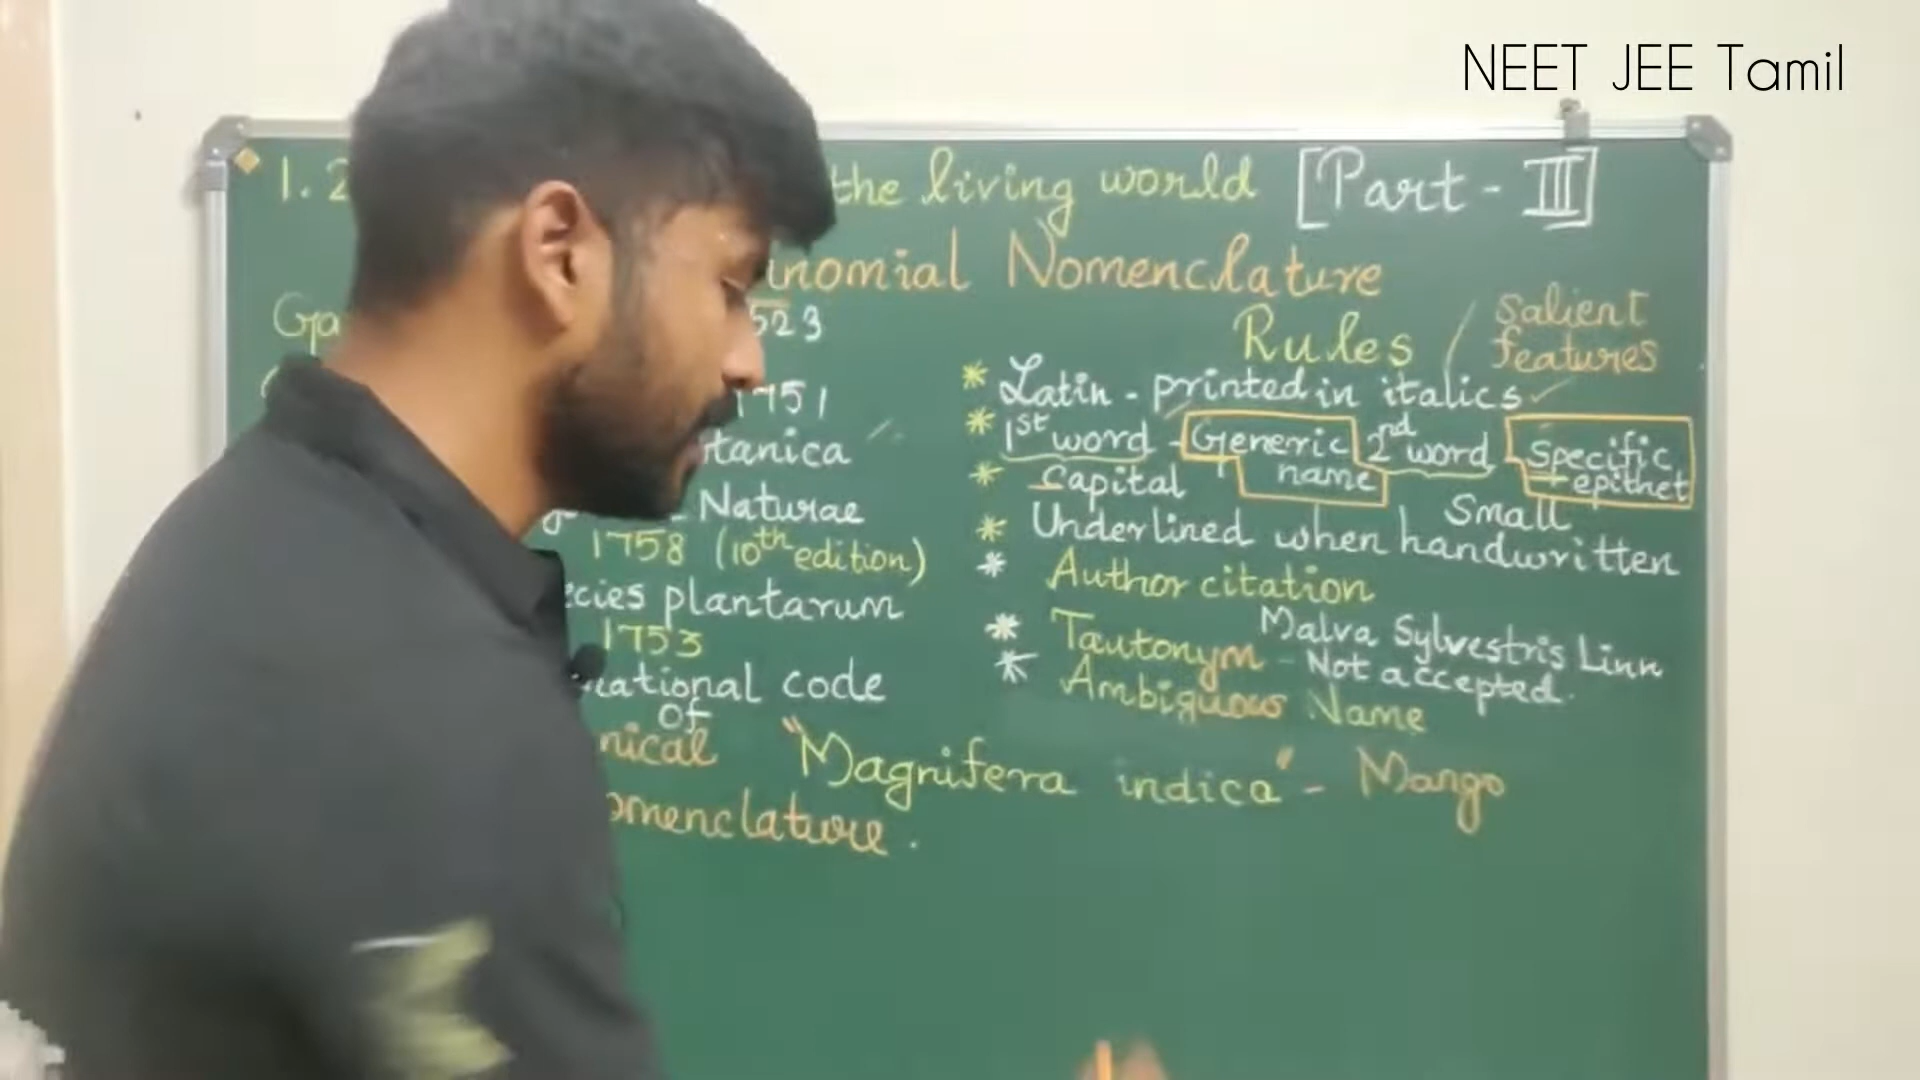 NEET JEE Tamil
1.2 the living world [Part - III]
inomial Nomenclature
Ga 523
Rules
Salient
features
* Latin - printed in italics
1751
* 1st word - Generic name 2nd word Specific epithet
tanica
* Capital Small
Naturae
* Underlined when handwritten
1758 (10th edition)
* Author citation
ecies plantarum
Malva Sylvestris Linn
1753
* Tautonym - Not accepted.
national code
* Ambiguous Name
of
nical
"Magnifera indica" - Mango
omenclature.